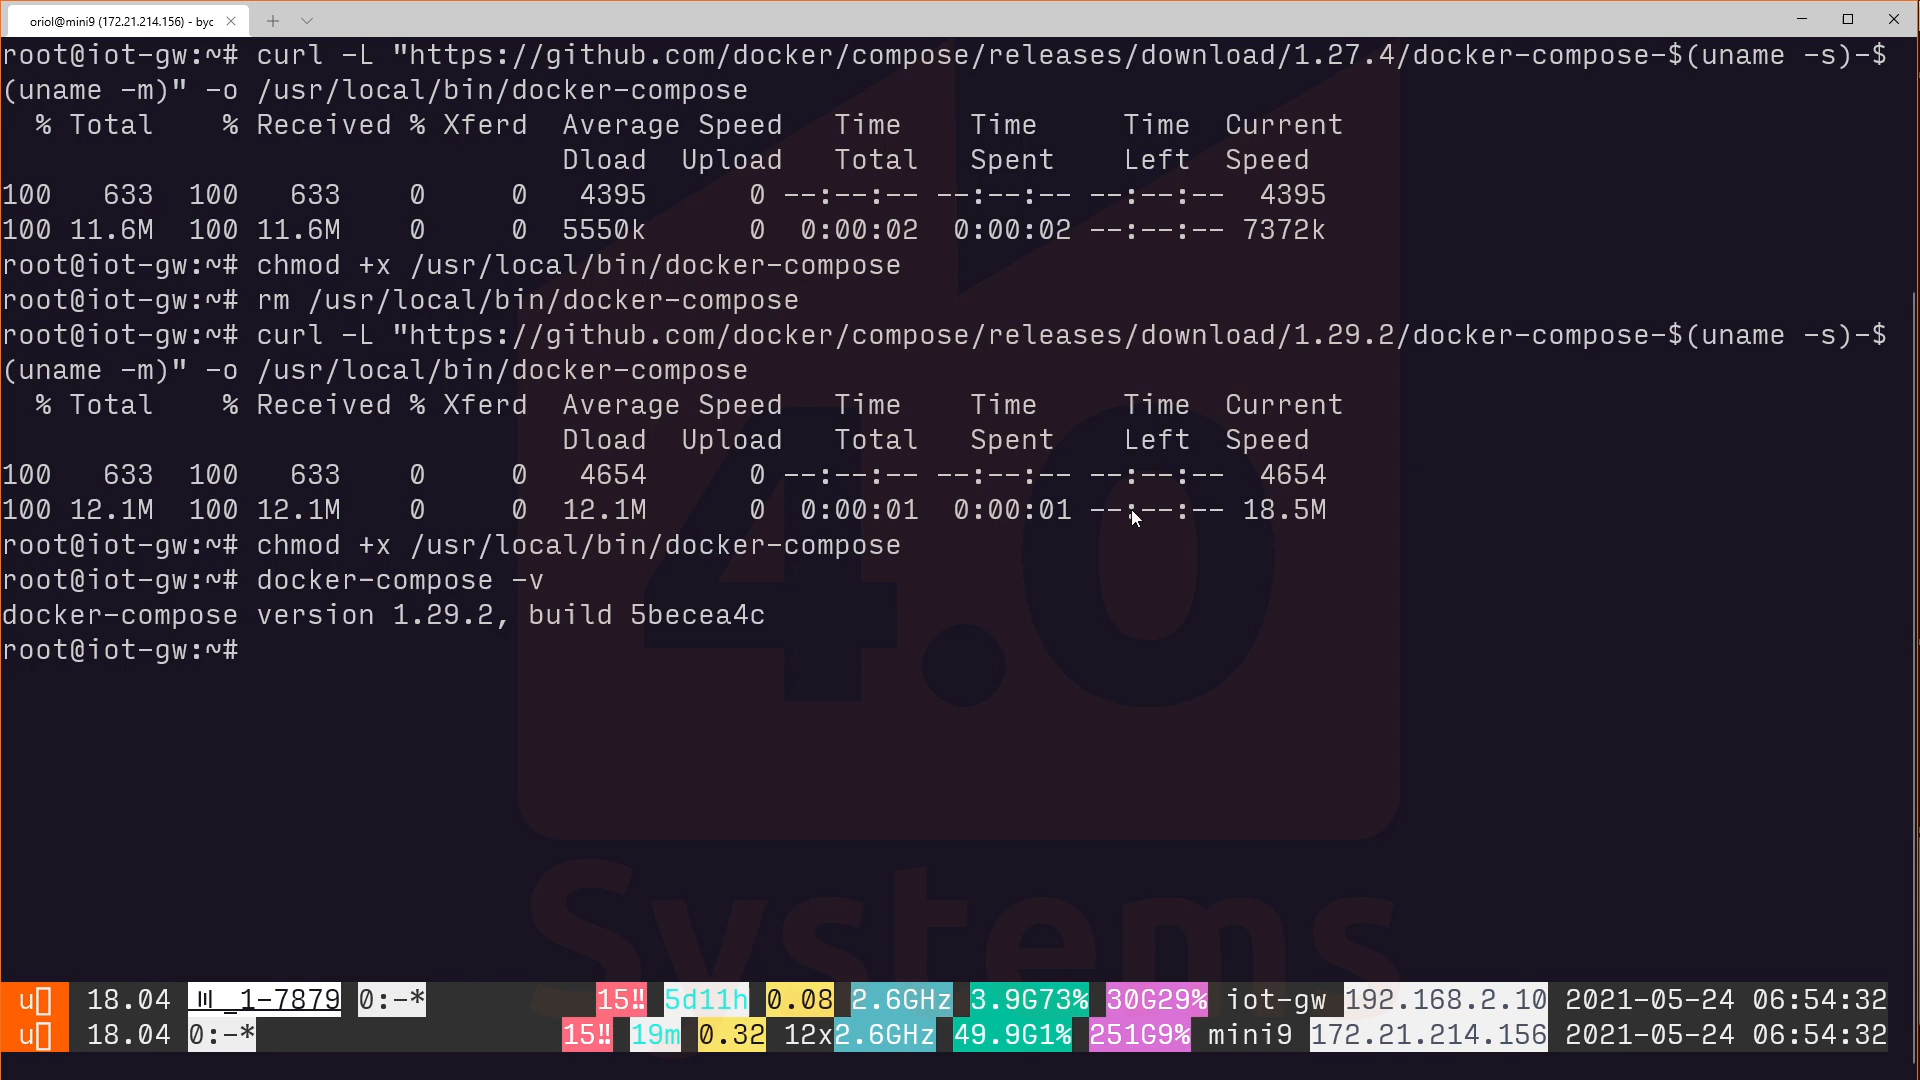 oriol@mini9 (172.21.214.156) - byc
root@iot-gw:~# curl -L "https://github.com/docker/compose/releases/download/1.27.4/docker-compose-$(uname -s)-$
(uname -m)" -o /usr/local/bin/docker-compose
  % Total    % Received % Xferd  Average Speed   Time    Time     Time  Current
                                 Dload  Upload   Total   Spent    Left  Speed
100   633  100   633    0     0   4395      0 --:--:-- --:--:-- --:--:--  4395
100 11.6M  100 11.6M    0     0  5550k      0  0:00:02  0:00:02 --:--:-- 7372k
root@iot-gw:~# chmod +x /usr/local/bin/docker-compose
root@iot-gw:~# rm /usr/local/bin/docker-compose
root@iot-gw:~# curl -L "https://github.com/docker/compose/releases/download/1.29.2/docker-compose-$(uname -s)-$
(uname -m)" -o /usr/local/bin/docker-compose
  % Total    % Received % Xferd  Average Speed   Time    Time     Time  Current
                                 Dload  Upload   Total   Spent    Left  Speed
100   633  100   633    0     0   4654      0 --:--:-- --:--:-- --:--:--  4654
100 12.1M  100 12.1M    0     0  12.1M      0  0:00:01  0:00:01 --:--:-- 18.5M
root@iot-gw:~# chmod +x /usr/local/bin/docker-compose
root@iot-gw:~# docker-compose -v
docker-compose version 1.29.2, build 5becea4c
root@iot-gw:~#
4.0
Systems
u 18.04 _1-7879 0:-* 15!! 5d11h 0.08 2.6GHz 3.9G73% 30G29% iot-gw 192.168.2.10 2021-05-24 06:54:32
u 18.04 0:-* 15!! 19m 0.32 12x2.6GHz 49.9G1% 251G9% mini9 172.21.214.156 2021-05-24 06:54:32